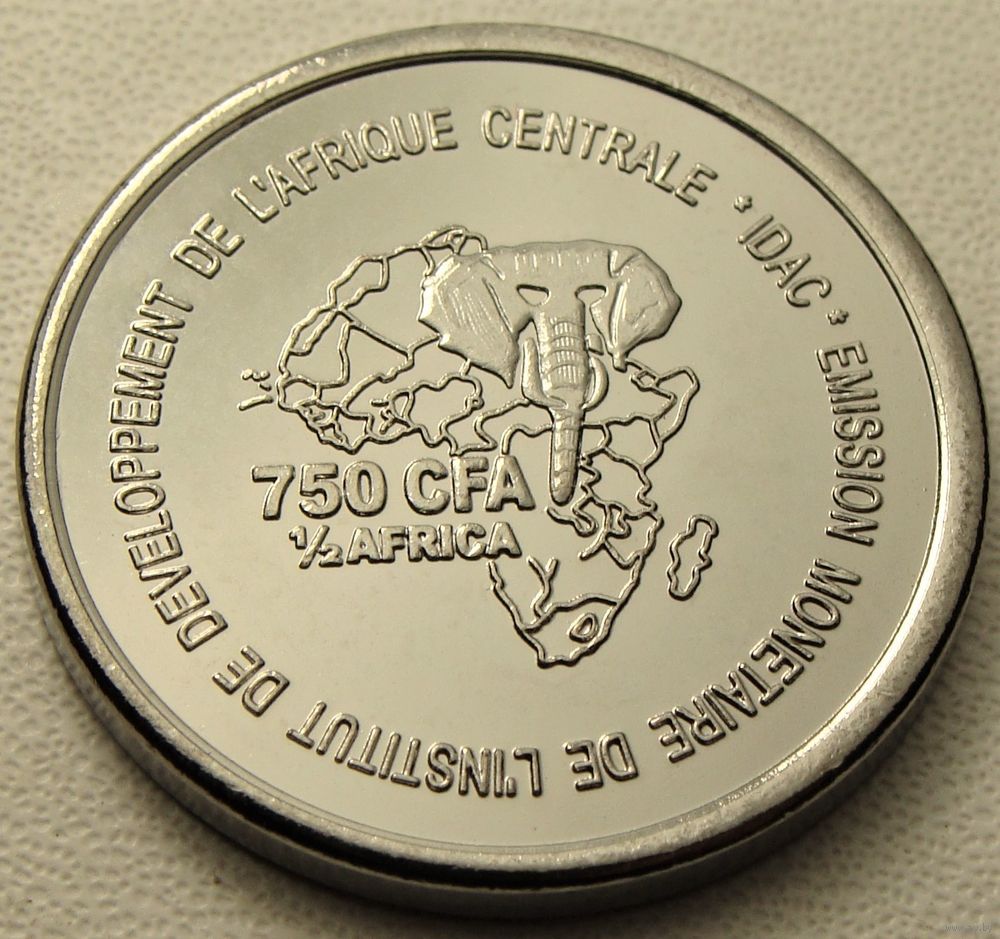 * IDAC * EMISSION MONETAIRE DE L'INSTITUT DE DEVELOPPEMENT DE L'AFRIQUE CENTRALE
750 CFA
½ AFRICA